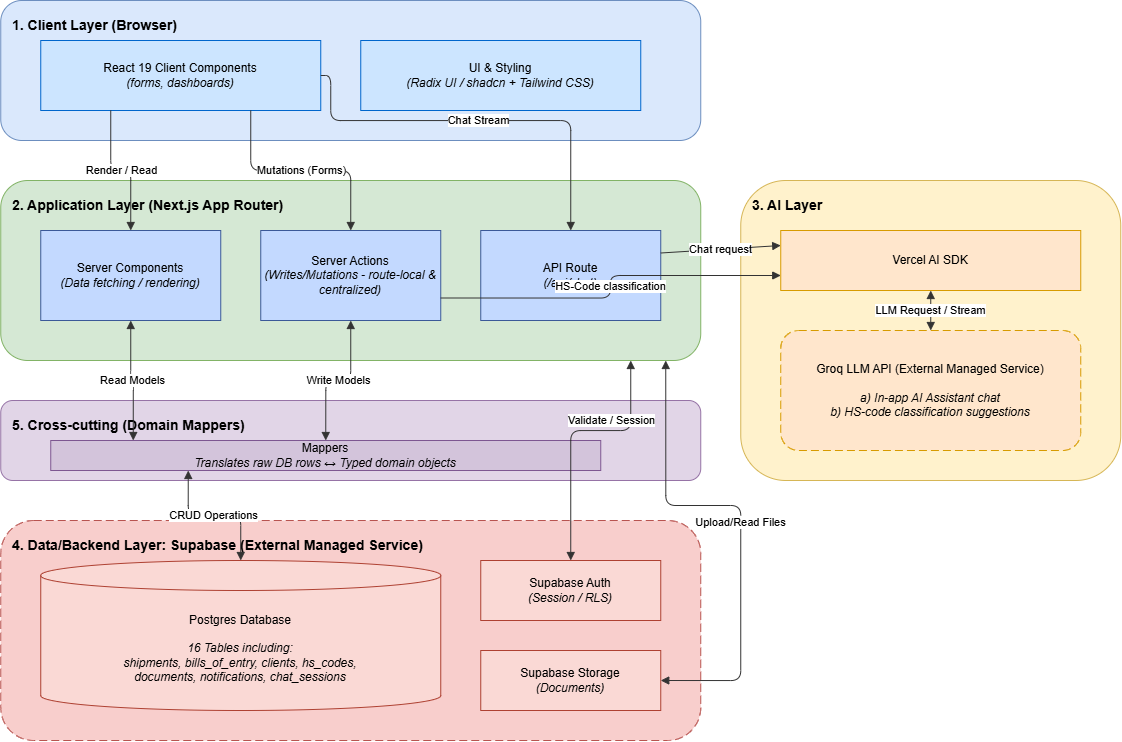 1. Client Layer (Browser)
React 19 Client Components
(forms, dashboards)
UI & Styling
(Radix UI / shadcn + Tailwind CSS)
Chat Stream
Render / Read
Mutations (Forms)
2. Application Layer (Next.js App Router)
Server Components
(Data fetching / rendering)
Server Actions
(Writes/Mutations - route-local &
centralized)
API Route
HS-Code classification
Chat request
3. AI Layer
Vercel AI SDK
LLM Request / Stream
Groq LLM API (External Managed Service)
a) In-app AI Assistant chat
b) HS-code classification suggestions
Read Models
Write Models
Validate / Session
5. Cross-cutting (Domain Mappers)
Mappers
Translates raw DB rows ↔ Typed domain objects
CRUD Operations
Upload/Read Files
4. Data/Backend Layer: Supabase (External Managed Service)
Postgres Database
16 Tables including:
shipments, bills_of_entry, clients, hs_codes,
documents, notifications, chat_sessions
Supabase Auth
(Session / RLS)
Supabase Storage
(Documents)